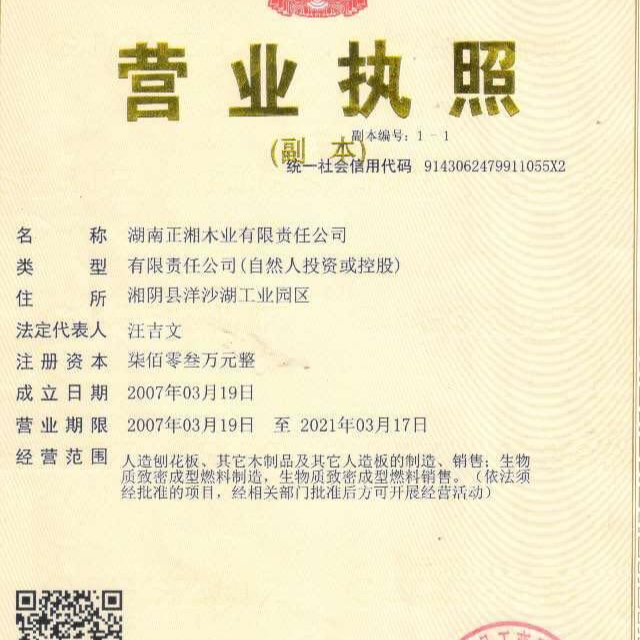 营业执照
副本编号：1-1
(副 本)
统一社会信用代码 9143062479911055X2
名 称 湖南正湘木业有限责任公司
类 型 有限责任公司(自然人投资或控股)
住 所 湘阴县洋沙湖工业园区
法定代表人 汪吉文
注册资本 柒佰零叁万元整
成立日期 2007年03月19日
营业期限 2007年03月19日 至 2021年03月17日
经营范围 人造刨花板、其它木制品及其它人造板的制造、销售；生物
质致密成型燃料制造，生物质致密成型燃料销售。（依法须
经批准的项目，经相关部门批准后方可开展经营活动）